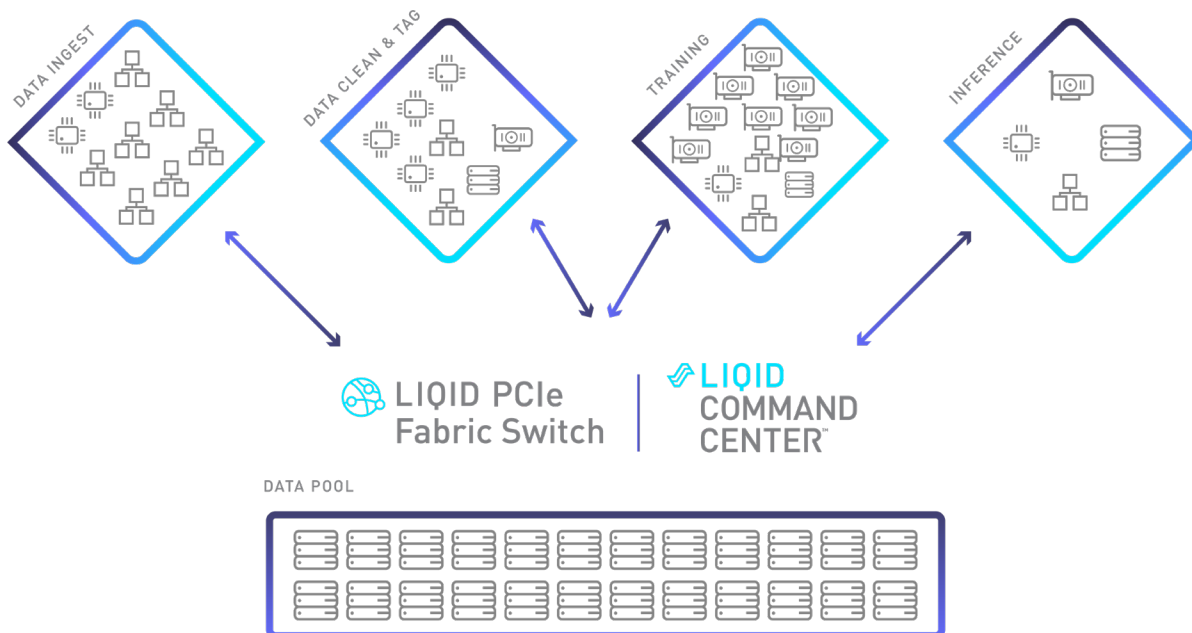 DATA INGEST
DATA CLEAN & TAG
TRAINING
INFERENCE
LIQID PCIe
Fabric Switch
LIQID
COMMAND
CENTER™
DATA POOL